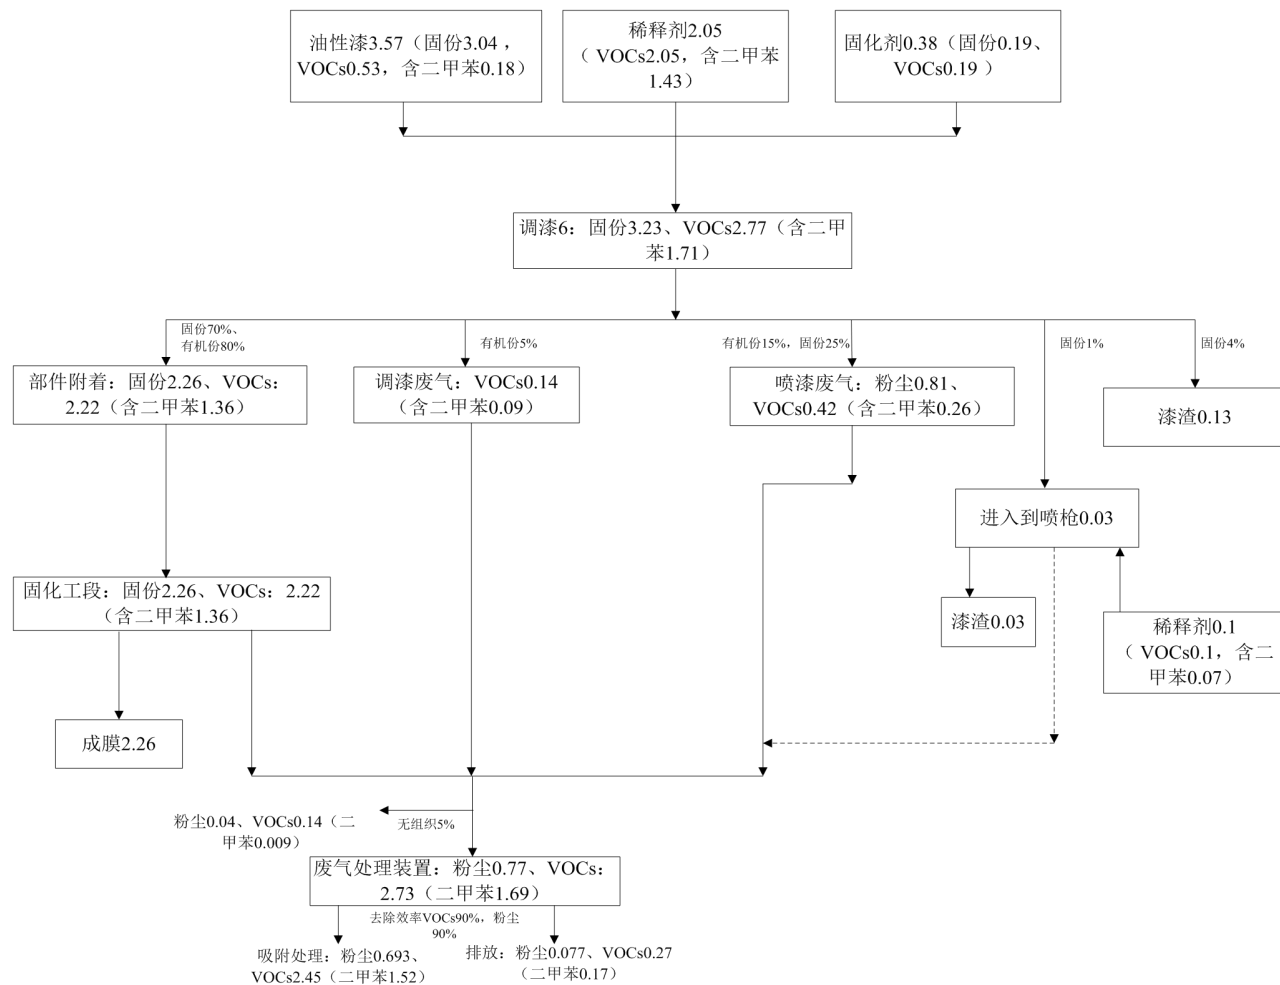 油性漆3.57（固份3.04，
VOCs0.53，含二甲苯0.18）
稀释剂2.05
（VOCs2.05，含二甲苯
1.43）
固化剂0.38（固份0.19、
VOCs0.19）
调漆6：固份3.23、VOCs2.77（含二甲
苯1.71）
固份70%、
有机份80%
有机份5%
有机份15%，固份25%
固份1%
固份4%
部件附着：固份2.26、VOCs：
2.22（含二甲苯1.36）
调漆废气：VOCs0.14
（含二甲苯0.09）
喷漆废气：粉尘0.81、
VOCs0.42（含二甲苯0.26）
漆渣0.13
进入到喷枪0.03
固化工段：固份2.26、VOCs：2.22
（含二甲苯1.36）
漆渣0.03
稀释剂0.1
（VOCs0.1，含二
甲苯0.07）
成膜2.26
粉尘0.04、VOCs0.14（二
甲苯0.009）
无组织5%
废气处理装置：粉尘0.77、VOCs：
2.73（二甲苯1.69）
去除效率VOCs90%，粉尘
90%
吸附处理：粉尘0.693、
VOCs2.45（二甲苯1.52）
排放：粉尘0.077、VOCs0.27
（二甲苯0.17）